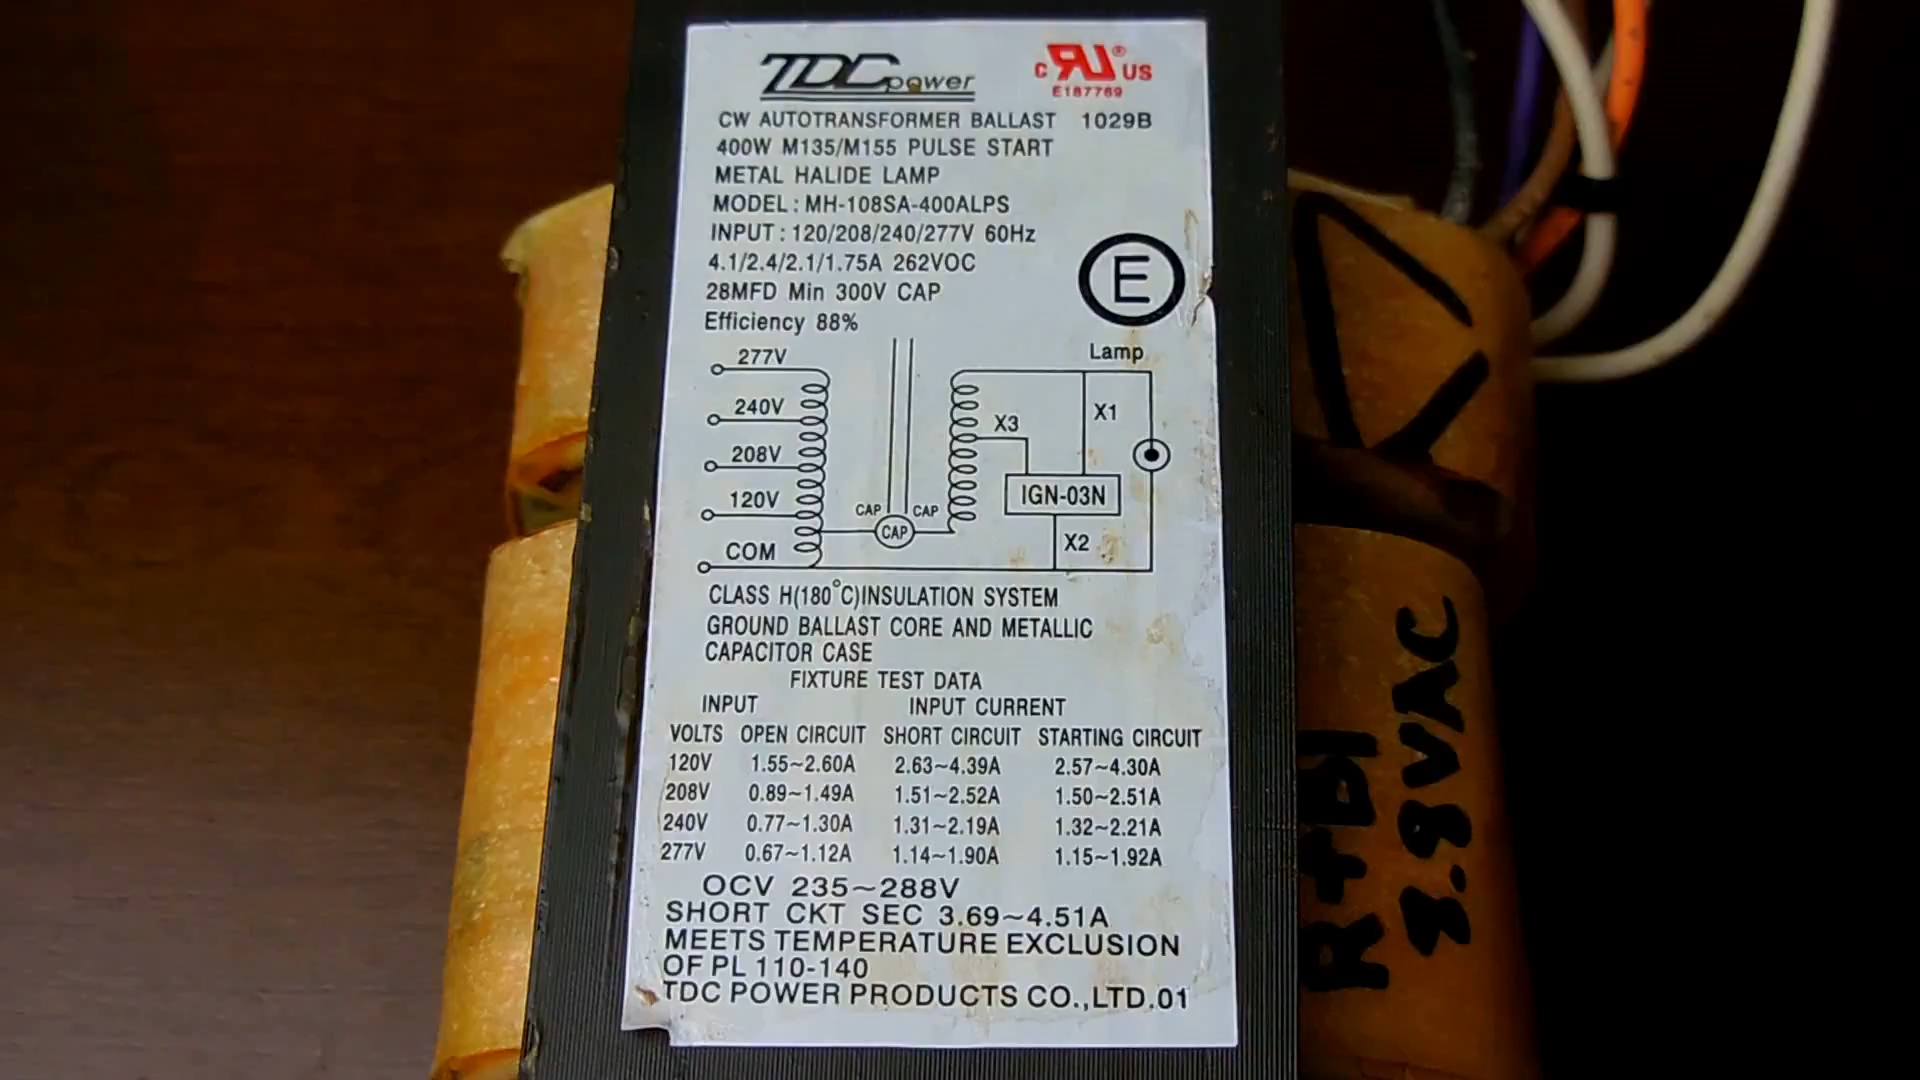 TDC power
c RU ® US
E187769
CW AUTOTRANSFORMER BALLAST 1029B
400W M135/M155 PULSE START
METAL HALIDE LAMP
MODEL : MH-108SA-400ALPS
INPUT : 120/208/240/277V 60Hz
4.1/2.4/2.1/1.75A 262VOC
28MFD Min 300V CAP
E
Efficiency 88%
277V
240V
208V
120V
COM
CAP
CAP
CAP
Lamp
X1
X3
IGN-03N
X2
CLASS H(180°C)INSULATION SYSTEM
GROUND BALLAST CORE AND METALLIC
CAPACITOR CASE
FIXTURE TEST DATA
INPUT INPUT CURRENT
VOLTS OPEN CIRCUIT SHORT CIRCUIT STARTING CIRCUIT
120V 1.55~2.60A 2.63~4.39A 2.57~4.30A
208V 0.89~1.49A 1.51~2.52A 1.50~2.51A
240V 0.77~1.30A 1.31~2.19A 1.32~2.21A
277V 0.67~1.12A 1.14~1.90A 1.15~1.92A
OCV 235~288V
SHORT CKT SEC 3.69~4.51A
MEETS TEMPERATURE EXCLUSION
OF PL 110-140
TDC POWER PRODUCTS CO.,LTD.01
R+Bl
3.8VAC